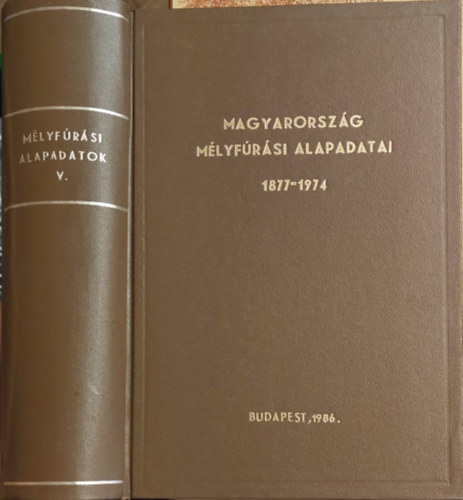 MÉLYFÚRÁSI
ALAPADATOK
V.
MAGYARORSZÁG
MÉLYFÚRÁSI ALAPADATAI
1877-1974
BUDAPEST, 1986.